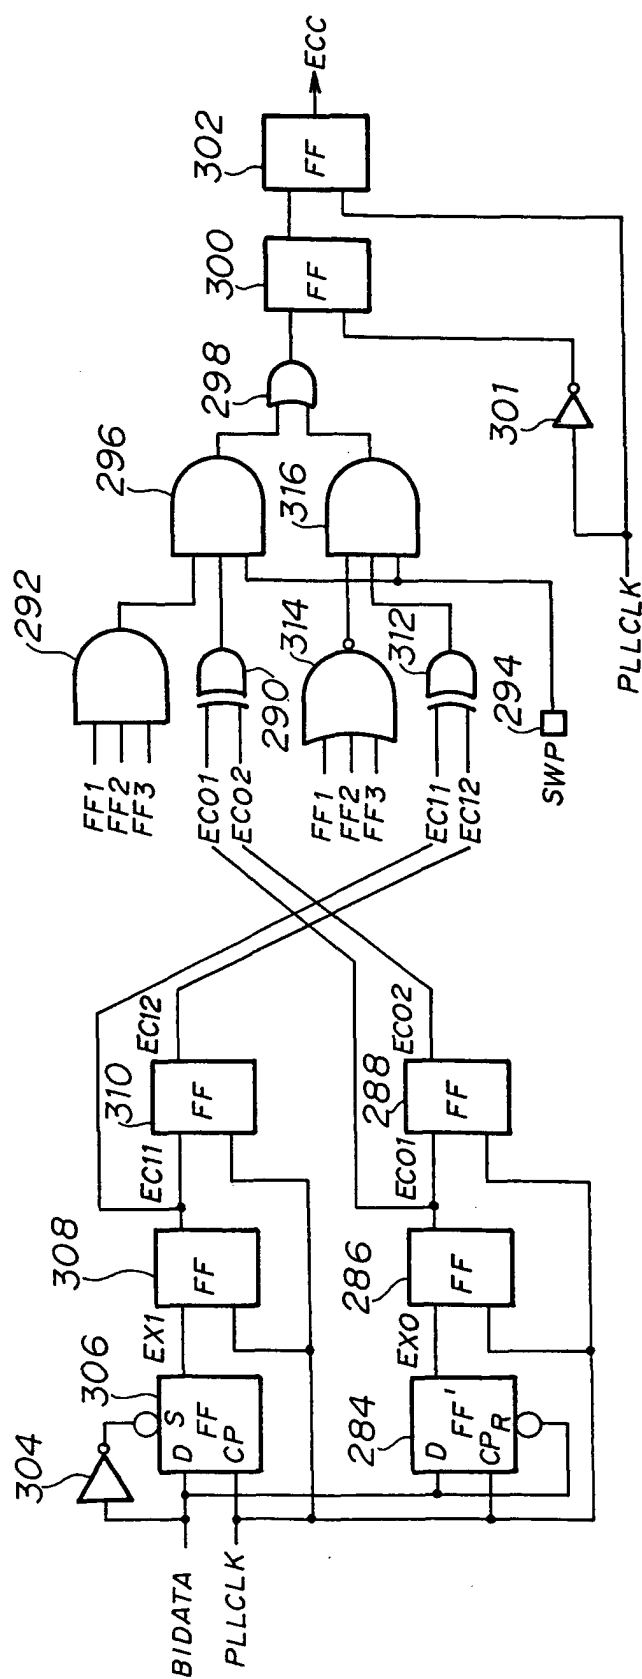 BIDATA
PLLCLK
304
306
D
S
FF
CP
EX1
308
FF
EC11
310
FF
EC12
284
D
FF'
CP
R
EX0
286
FF
EC01
288
FF
EC02
FF1
FF2
FF3
292
EC01
EC02
290
FF1
FF2
FF3
314
EC11
EC12
312
SWP
294
296
316
298
300
FF
301
PLLCLK
302
FF
ECC